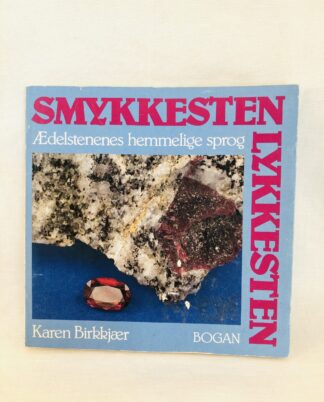 SMYKKESTEN
LYKKESTEN
Ædelstenenes hemmelige sprog
Karen Birkkjær
BOGAN